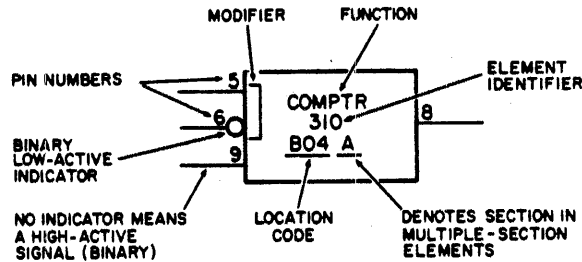 MODIFIER
FUNCTION
PIN NUMBERS
5
COMPTR
310
ELEMENT
IDENTIFIER
6
8
B04 A
BINARY
LOW-ACTIVE
INDICATOR
9
NO INDICATOR MEANS
A HIGH-ACTIVE
SIGNAL (BINARY)
LOCATION
CODE
DENOTES SECTION IN
MULTIPLE-SECTION
ELEMENTS